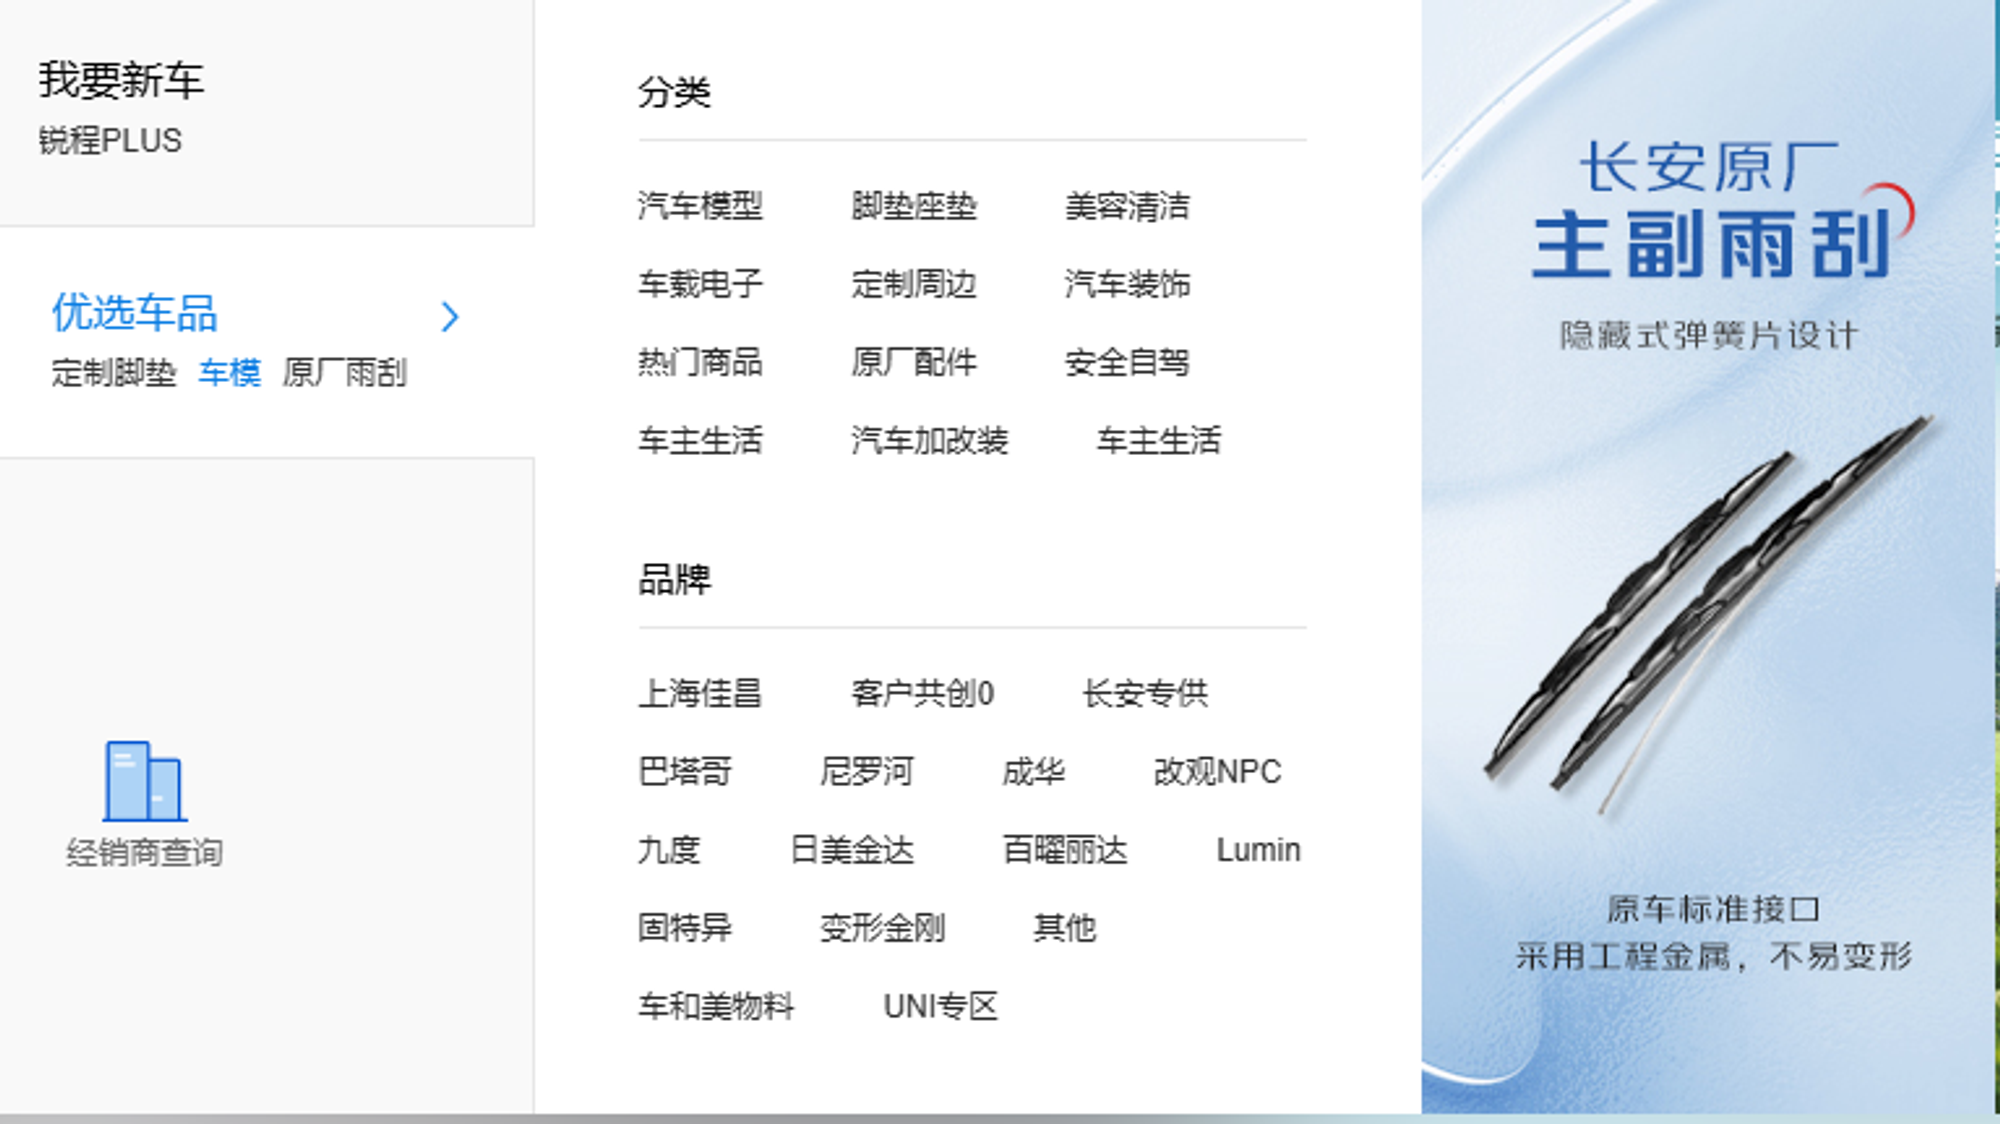 我要新车
锐程PLUS
优选车品
定制脚垫 车模 原厂雨刮
经销商查询
分类
汽车模型 脚垫座垫 美容清洁
车载电子 定制周边 汽车装饰
热门商品 原厂配件 安全自驾
车主生活 汽车加改装 车主生活
品牌
上海佳昌 客户共创0 长安专供
巴塔哥 尼罗河 成华 改观NPC
九度 日美金达 百曜丽达 Lumin
固特异 变形金刚 其他
车和美物料 UNI专区
长安原厂
主副雨刮
隐藏式弹簧片设计
原车标准接口
采用工程金属，不易变形